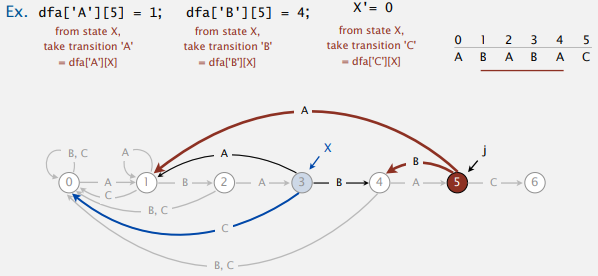 Ex. dfa['A'][5] = 1; dfa['B'][5] = 4; X'= 0
from state X, from state X, from state X,
take transition 'A' take transition 'B' take transition 'C'
= dfa['A'][X] = dfa['B'][X] = dfa['C'][X]
0 1 2 3 4 5
A B A B A C
A
B, C A A B X j
0 A 1 B 2 A 3 B 4 A 5 C 6
C
B, C
C
B, C